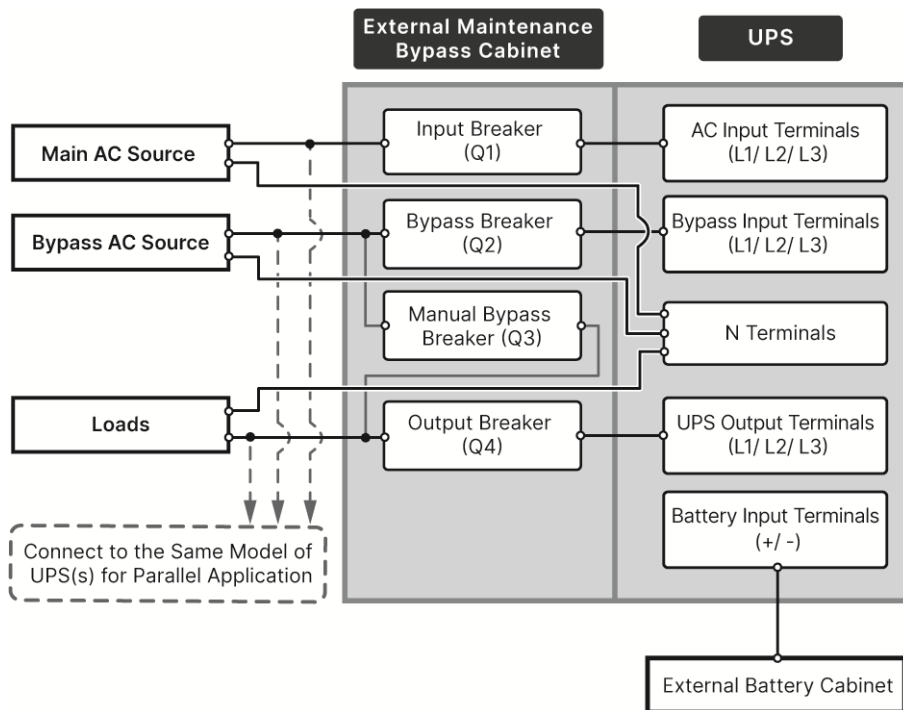 External Maintenance
Bypass Cabinet
UPS
Main AC Source
Input Breaker
(Q1)
AC Input Terminals
(L1/ L2/ L3)
Bypass AC Source
Bypass Breaker
(Q2)
Bypass Input Terminals
(L1/ L2/ L3)
Manual Bypass
Breaker (Q3)
N Terminals
Loads
Output Breaker
(Q4)
UPS Output Terminals
(L1/ L2/ L3)
Battery Input Terminals
(+/ -)
Connect to the Same Model of
UPS(s) for Parallel Application
External Battery Cabinet